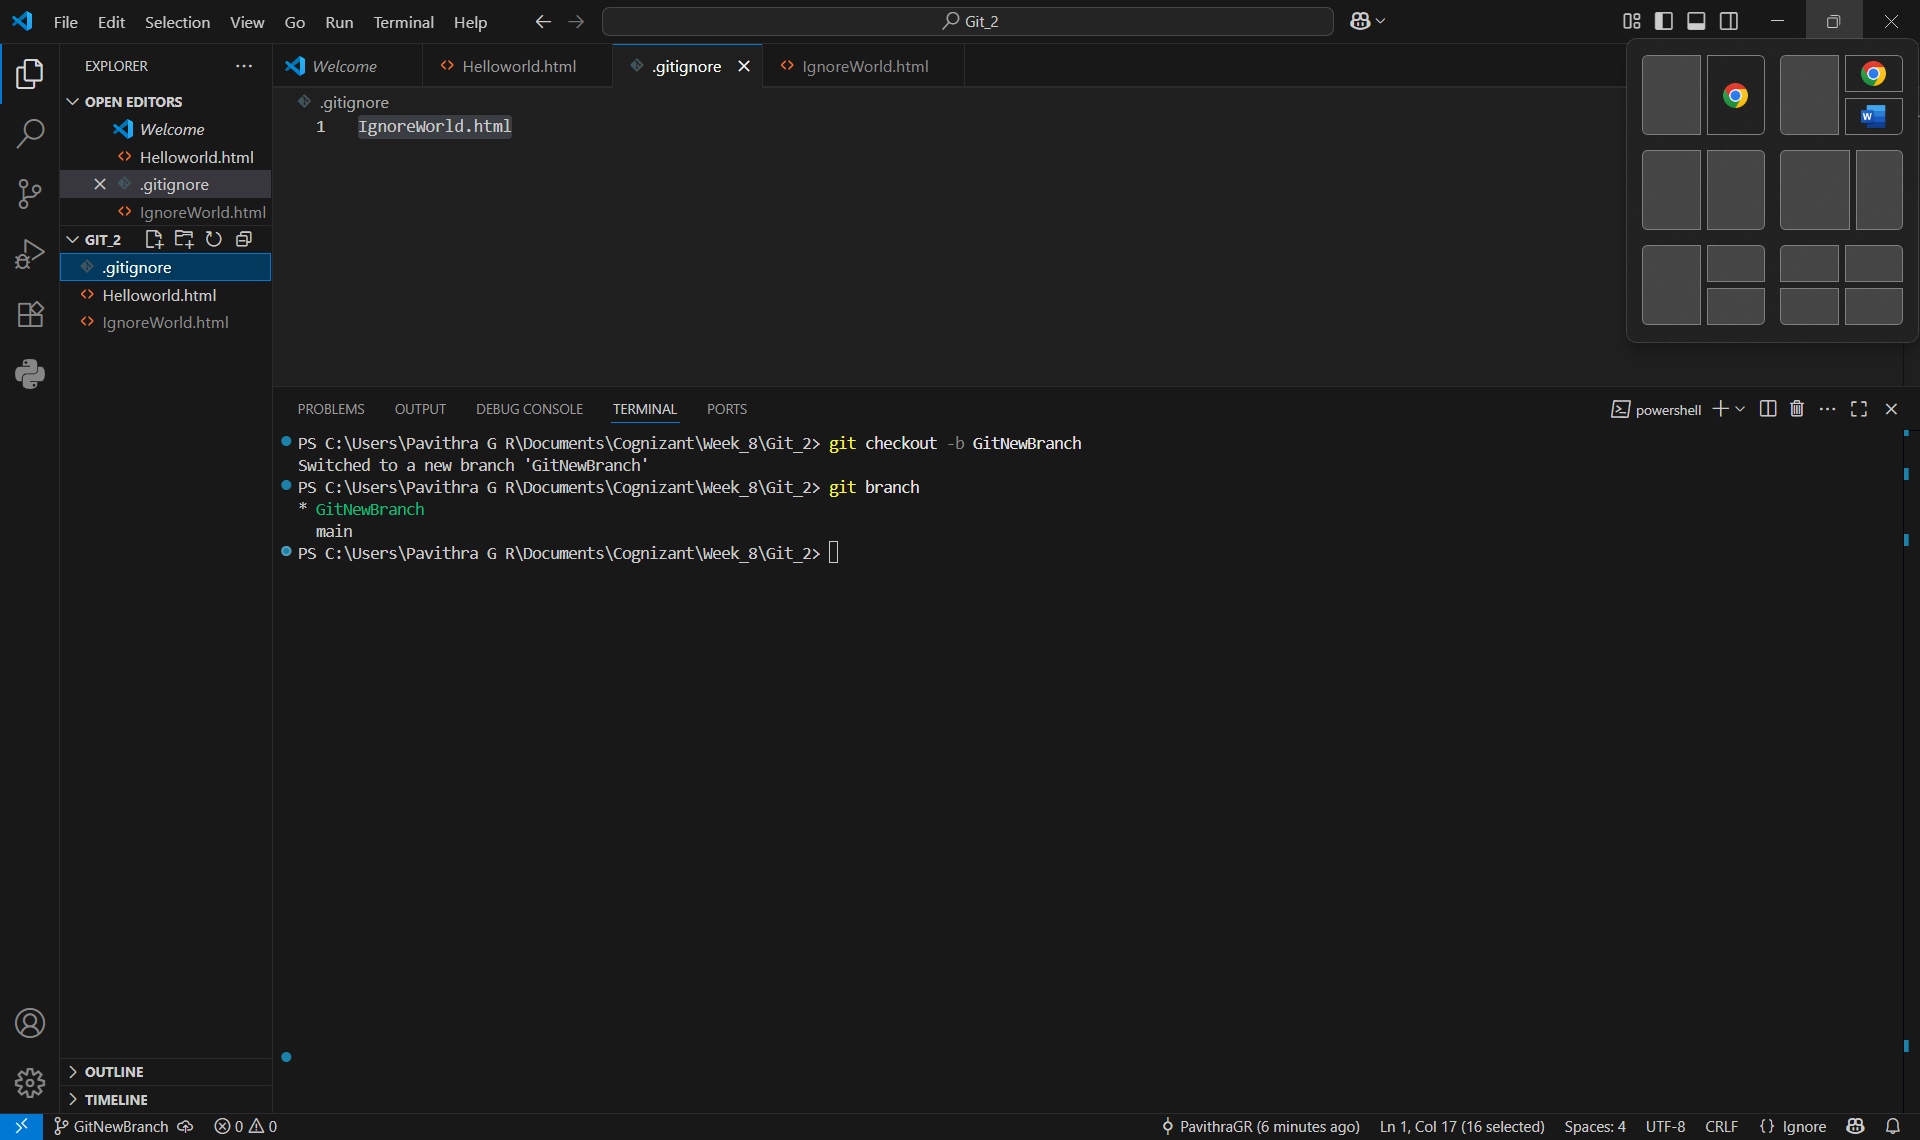 File Edit Selection View Go Run Terminal Help
Git_2
EXPLORER
OPEN EDITORS
Welcome
Helloworld.html
.gitignore
IgnoreWorld.html
GIT_2
.gitignore
Helloworld.html
IgnoreWorld.html
OUTLINE
TIMELINE
Welcome Helloworld.html .gitignore IgnoreWorld.html
.gitignore
1 IgnoreWorld.html
W
PROBLEMS OUTPUT DEBUG CONSOLE TERMINAL PORTS
powershell
PS C:\Users\Pavithra G R\Documents\Cognizant\Week_8\Git_2> git checkout -b GitNewBranch
Switched to a new branch 'GitNewBranch'
PS C:\Users\Pavithra G R\Documents\Cognizant\Week_8\Git_2> git branch
* GitNewBranch
main
PS C:\Users\Pavithra G R\Documents\Cognizant\Week_8\Git_2>
GitNewBranch 0 0 PavithraGR (6 minutes ago) Ln 1, Col 17 (16 selected) Spaces: 4 UTF-8 CRLF {} Ignore